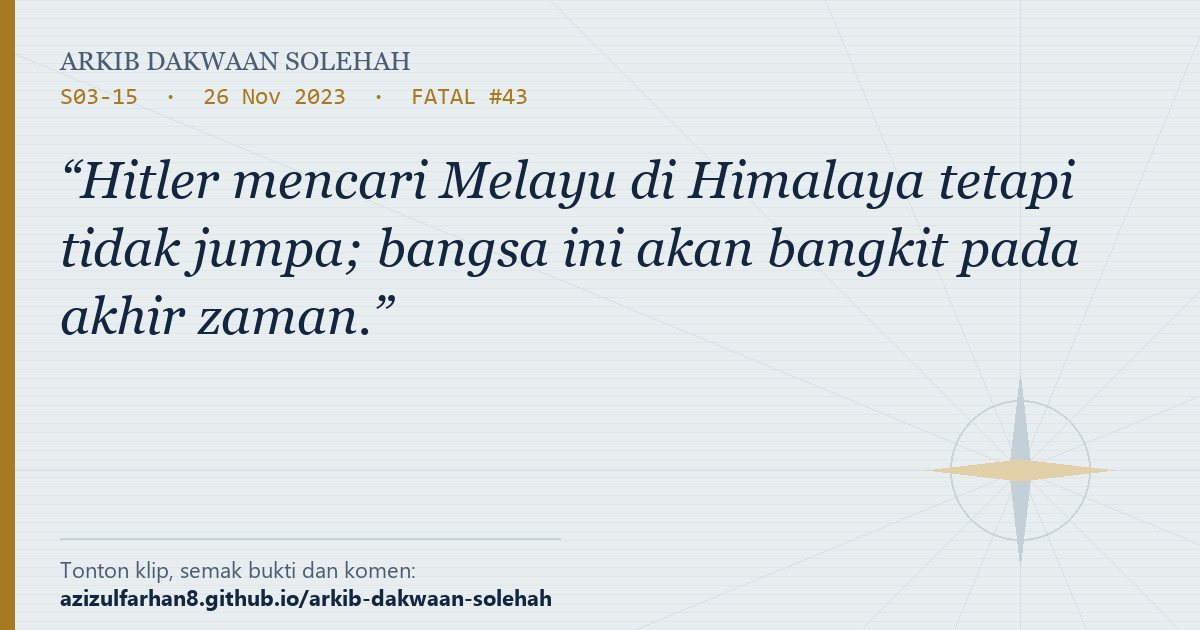 ARKIB DAKWAAN SOLEHAH
S03-15 · 26 Nov 2023 · FATAL #43
“Hitler mencari Melayu di Himalaya tetapi
tidak jumpa; bangsa ini akan bangkit pada
akhir zaman.”
Tonton klip, semak bukti dan komen:
azizulfarhan8.github.io/arkib-dakwaan-solehah